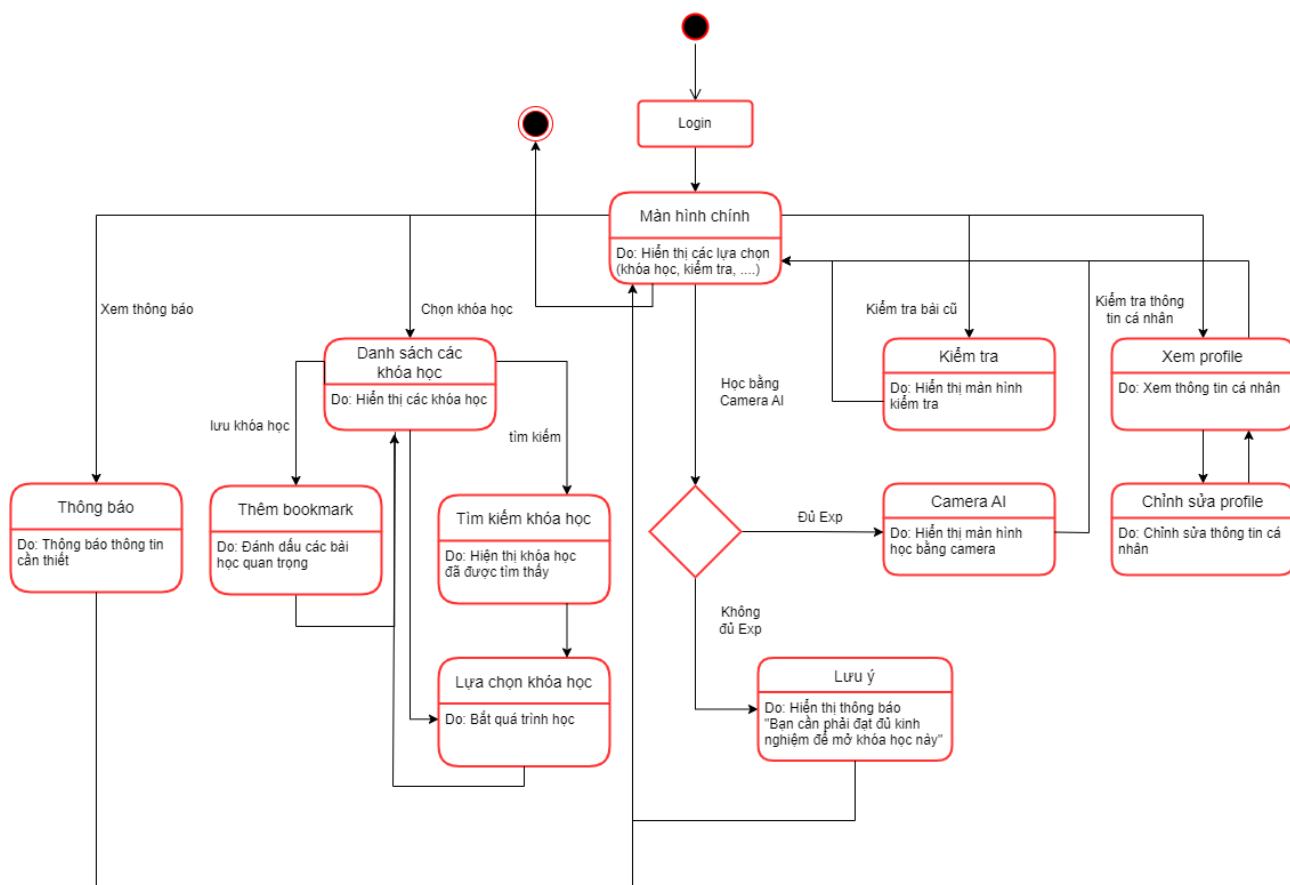 Login
Màn hình chính
Do: Hiển thị các lựa chọn
(khóa học, kiểm tra, ....)
Xem thông báo
Chọn khóa học
Kiểm tra bài cũ
Kiểm tra thông
tin cá nhân
Danh sách các
khóa học
Do: Hiển thị các khóa học
Học bằng
Camera AI
Kiểm tra
Do: Hiển thị màn hình
kiểm tra
Xem profile
Do: Xem thông tin cá nhân
lưu khóa học
tìm kiếm
Thông báo
Do: Thông báo thông tin
cần thiết
Thêm bookmark
Do: Đánh dấu các bài
học quan trọng
Tìm kiếm khóa học
Do: Hiện thị khóa học
đã được tìm thấy
Đủ Exp
Camera AI
Do: Hiển thị màn hình
học bằng camera
Chỉnh sửa profile
Do: Chỉnh sửa thông tin cá
nhân
Không
đủ Exp
Lựa chọn khóa học
Do: Bắt quá trình học
Lưu ý
Do: Hiển thị thông báo
"Bạn cần phải đạt đủ kinh
nghiệm để mở khóa học này"